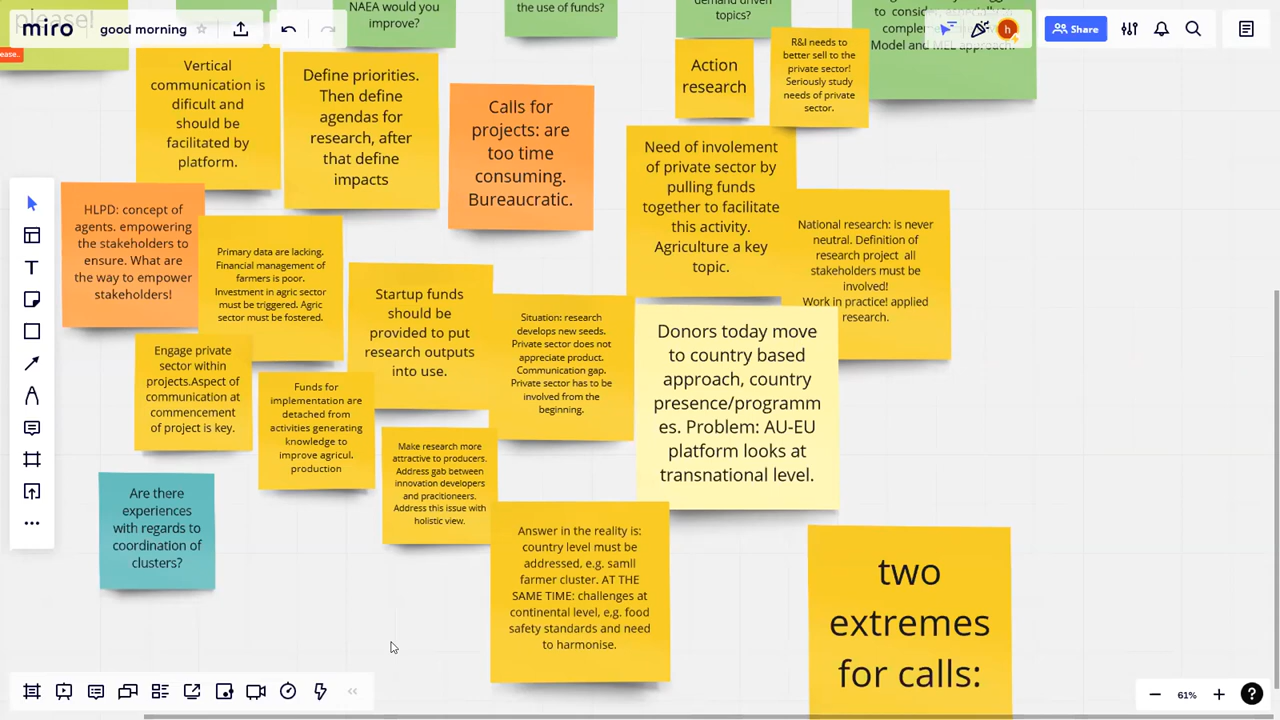 please!
miro
good morning
NAEA would you
improve?
the use of funds?
demand driven
topics?
Model and MEL approach.
Share
ease.
Vertical
communication is
dificult and
should be
facilitated by
platform.
Define priorities.
Then define
agendas for
research, after
that define
impacts
Calls for
projects: are
too time
consuming.
Bureaucratic.
Action
research
R&I needs to
better sell to the
private sector!
Seriously study
needs of private
sector.
Need of involement
of private sector by
pulling funds
together to facilitate
this activity.
Agriculture a key
topic.
National research: is never
neutral. Definition of
research project all
stakeholders must be
involved!
Work in practice! applied
research.
HLPD: concept of
agents. empowering
the stakeholders to
ensure. What are
the way to empower
stakeholders!
Primary data are lacking.
Financial management of
farmers is poor.
Investment in agric sector
must be triggered. Agric
sector must be fostered.
Startup funds
should be
provided to put
research outputs
into use.
Situation: research
develops new seeds.
Private sector does not
appreciate product.
Communication gap.
Private sector has to be
involved from the
beginning.
Donors today move
to country based
approach, country
presence/programm
es. Problem: AU-EU
platform looks at
transnational level.
Engage private
sector within
projects.Aspect of
communication at
commencement
of project is key.
Funds for
implementation are
detached from
activities generating
knowledge to
improve agricul.
production
Make research more
attractive to producers.
Address gab between
innovation developers
and pracitioneers.
Address this issue with
holistic view.
Are there
experiences
with regards to
coordination of
clusters?
Answer in the reality is:
country level must be
addressed, e.g. samll
farmer cluster. AT THE
SAME TIME: challenges at
continental level, e.g. food
safety standards and need
to harmonise.
two
extremes
for calls:
61%